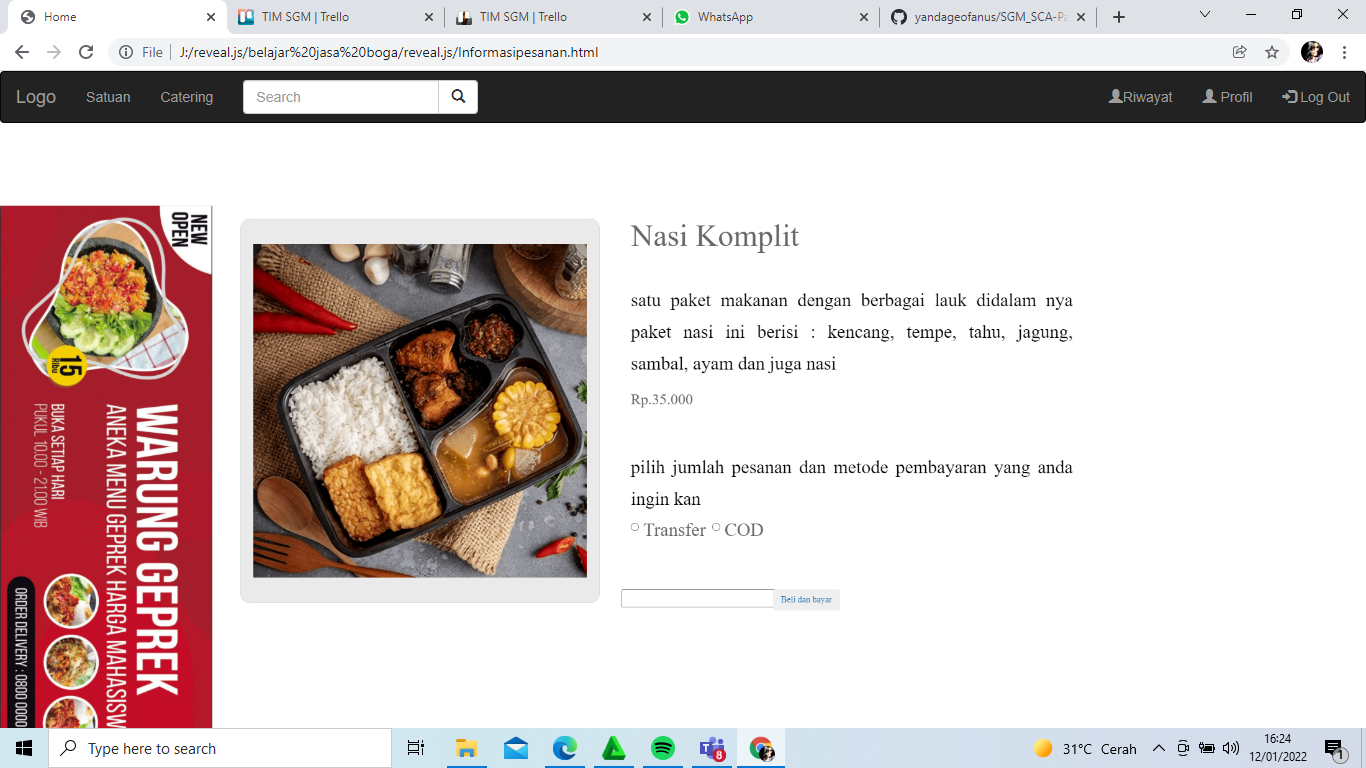 Home
TIM SGM | Trello
TIM SGM | Trello
WhatsApp
yandageofanus/SGM_SCA-Pa
File
J:/reveal.js/belajar%20jasa%20boga/reveal.js/Informasipesanan.html
Logo
Satuan
Catering
Search
Riwayat
Profil
Log Out
NEW
OPEN
15
Ribu
WARUNG GEPREK
ANEKA MENU GEPREK HARGA MAHASISW
BUKA SETIAP HARI
PUKUL 10.00 - 21.00 WIB
ORDER DELIVERY : 0800 0000
Nasi Komplit
satu paket makanan dengan berbagai lauk didalam nya
paket nasi ini berisi : kencang, tempe, tahu, jagung,
sambal, ayam dan juga nasi
Rp.35.000
pilih jumlah pesanan dan metode pembayaran yang anda
ingin kan
Transfer COD
Beli dan bayar
Type here to search
8
31°C Cerah
16:24
12/01/2022
1